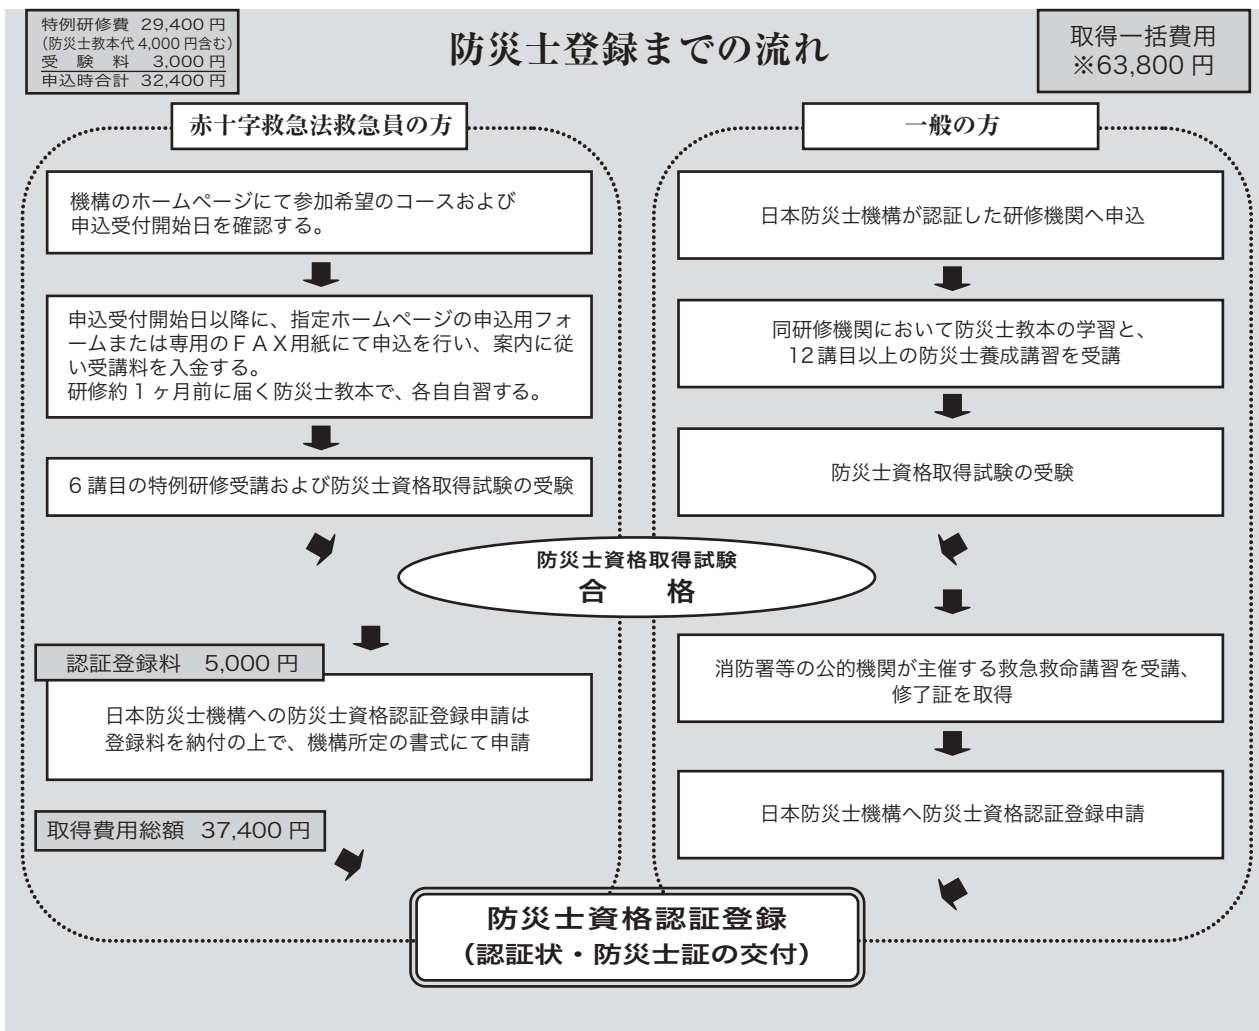 特例研修費 29,400 円
(防災士教本代 4,000 円含む)
受 験 料 3,000 円
申込時合計 32,400 円
防災士登録までの流れ
取得一括費用
※63,800 円
赤十字救急法救急員の方
機構のホームページにて参加希望のコースおよび
申込受付開始日を確認する。
申込受付開始日以降に、指定ホームページの申込用フォ
ームまたは専用のＦＡＸ用紙にて申込を行い、案内に従
い受講料を入金する。
研修約 1 ヶ月前に届く防災士教本で、各自自習する。
6 講目の特例研修受講および防災士資格取得試験の受験
一般の方
日本防災士機構が認証した研修機関へ申込
同研修機関において防災士教本の学習と、
12 講目以上の防災士養成講習を受講
防災士資格取得試験の受験
防災士資格取得試験
合　格
認証登録料 5,000 円
日本防災士機構への防災士資格認証登録申請は
登録料を納付の上で、機構所定の書式にて申請
取得費用総額 37,400 円
消防署等の公的機関が主催する救急救命講習を受講、
修了証を取得
日本防災士機構へ防災士資格認証登録申請
防災士資格認証登録
(認証状・防災士証の交付)